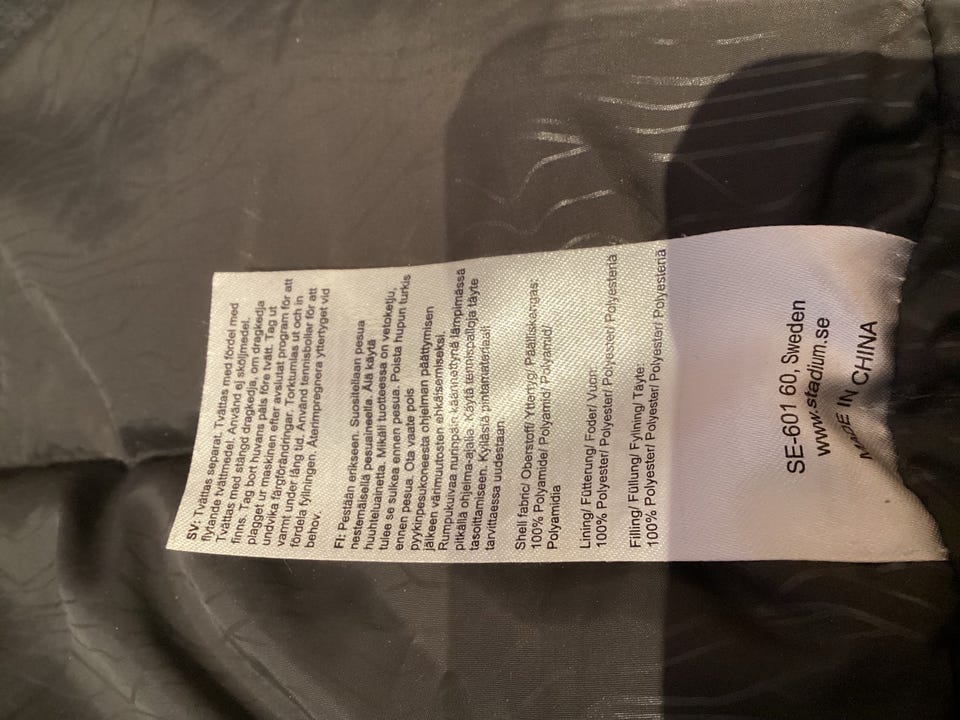 SV: Tvättas separat. Tvättas med fördel med
flytande tvättmedel. Använd ej sköljmedel.
Tvättas med stängd dragkedja, om dragkedja
finns. Tag bort huvans päls före tvätt. Tag ut
plagget ur maskinen efter avslutat program för att
undvika färgförändringar. Torktumlas ut och in
varmt under lång tid. Använd tennisbollar för att
fördela fyllningen. Återimpregnera yttertyget vid
behov.
FI: Pestään erikseen. Suositellaan pesua
nestemäisellä pesuaineella. Älä käytä
huuhteluainetta. Mikäli tuotteessa on vetoketju,
tulee se sulkea ennen pesua. Poista hupun turkis
ennen pesua. Ota vaate pois
pyykinpesukoneesta ohjelman päättymisen
jälkeen värimuutosten ehkäisemiseksi.
Rumpukuivaa nurinpäin käännettynä lämpimässä
pitkällä ohjelma-ajalla. Käytä tennispalloja täyte
tasoittamiseen. Kyllästä pintamateriaali
tarvittaessa uudestaan.
Shell fabric/ Oberstoff/ Yttertyg/ Päälliskangas:
100% Polyamide/ Polyamid/ Polyamid/
Polyamidia
Lining/ Fütterung/ Foder/ Vuori:
100% Polyester/ Polyester/ Polyester/ Polyesteriä
Filling/ Füllung/ Fyllning/ Täyte:
100% Polyester/ Polyester/ Polyester/ Polyesteriä
SE-601 60, Sweden
www.stadium.se
MADE IN CHINA